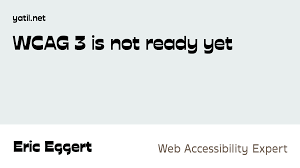 yatil.net
WCAG 3 is not ready yet
Eric Eggert
Web Accessibility Expert